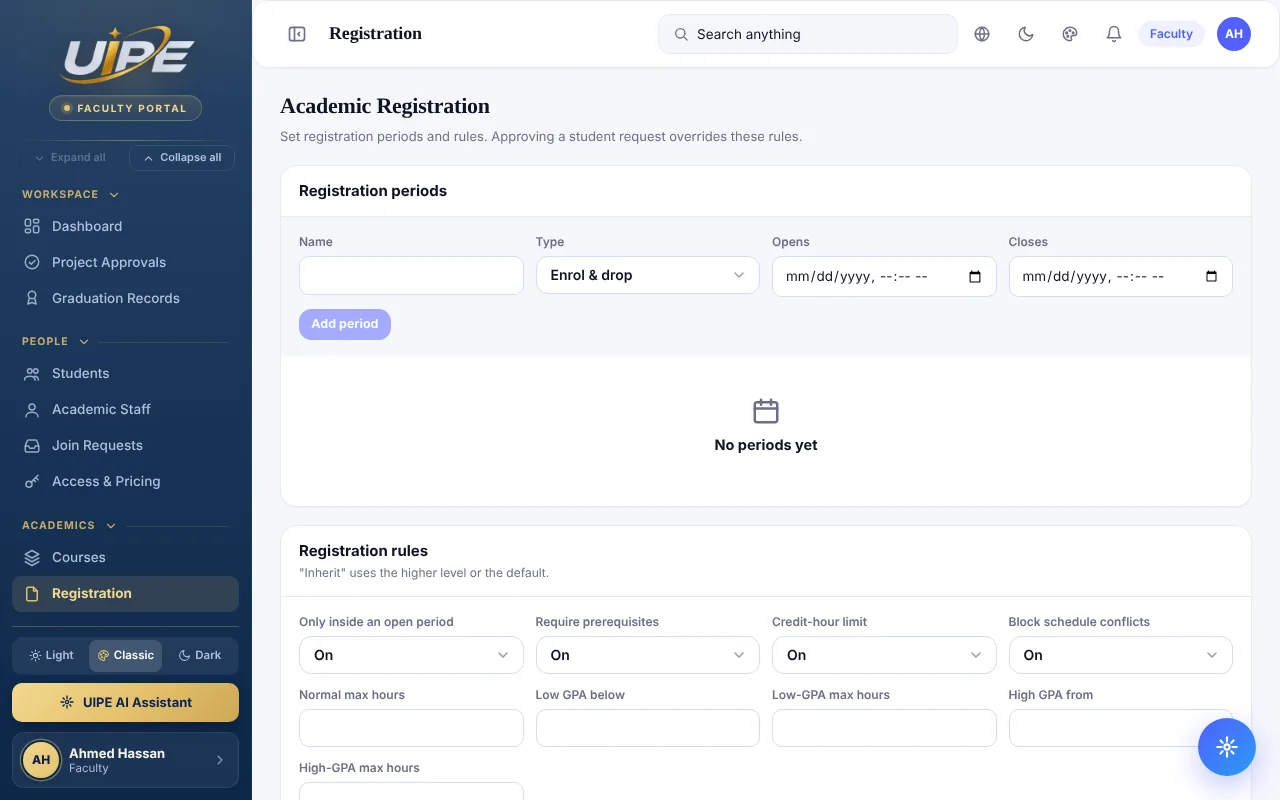 UIPE
FACULTY PORTAL
Expand all
Collapse all
WORKSPACE
Dashboard
Project Approvals
Graduation Records
PEOPLE
Students
Academic Staff
Join Requests
Access & Pricing
ACADEMICS
Courses
Registration
Light
Classic
Dark
UIPE AI Assistant
AH
Ahmed Hassan
Faculty
Registration
Search anything
Faculty
AH
Academic Registration
Set registration periods and rules. Approving a student request overrides these rules.
Registration periods
Name
Type
Opens
Closes
Enrol & drop
mm/dd/yyyy, --:-- --
mm/dd/yyyy, --:-- --
Add period
No periods yet
Registration rules
"Inherit" uses the higher level or the default.
Only inside an open period
Require prerequisites
Credit-hour limit
Block schedule conflicts
On
On
On
On
Normal max hours
Low GPA below
Low-GPA max hours
High GPA from
High-GPA max hours